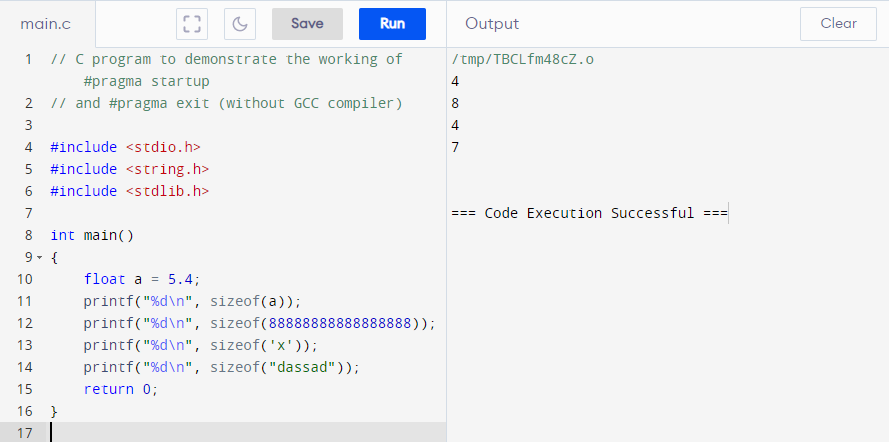 main.c
Save
Run
Output
Clear
1 // C program to demonstrate the working of
#pragma startup
2 // and #pragma exit (without GCC compiler)
3
4 #include <stdio.h>
5 #include <string.h>
6 #include <stdlib.h>
7
8 int main()
9 {
10 float a = 5.4;
11 printf("%d\n", sizeof(a));
12 printf("%d\n", sizeof(88888888888888888));
13 printf("%d\n", sizeof('x'));
14 printf("%d\n", sizeof("dassad"));
15 return 0;
16 }
17
/tmp/TBCLfm48cZ.o
4
8
4
7
=== Code Execution Successful ===